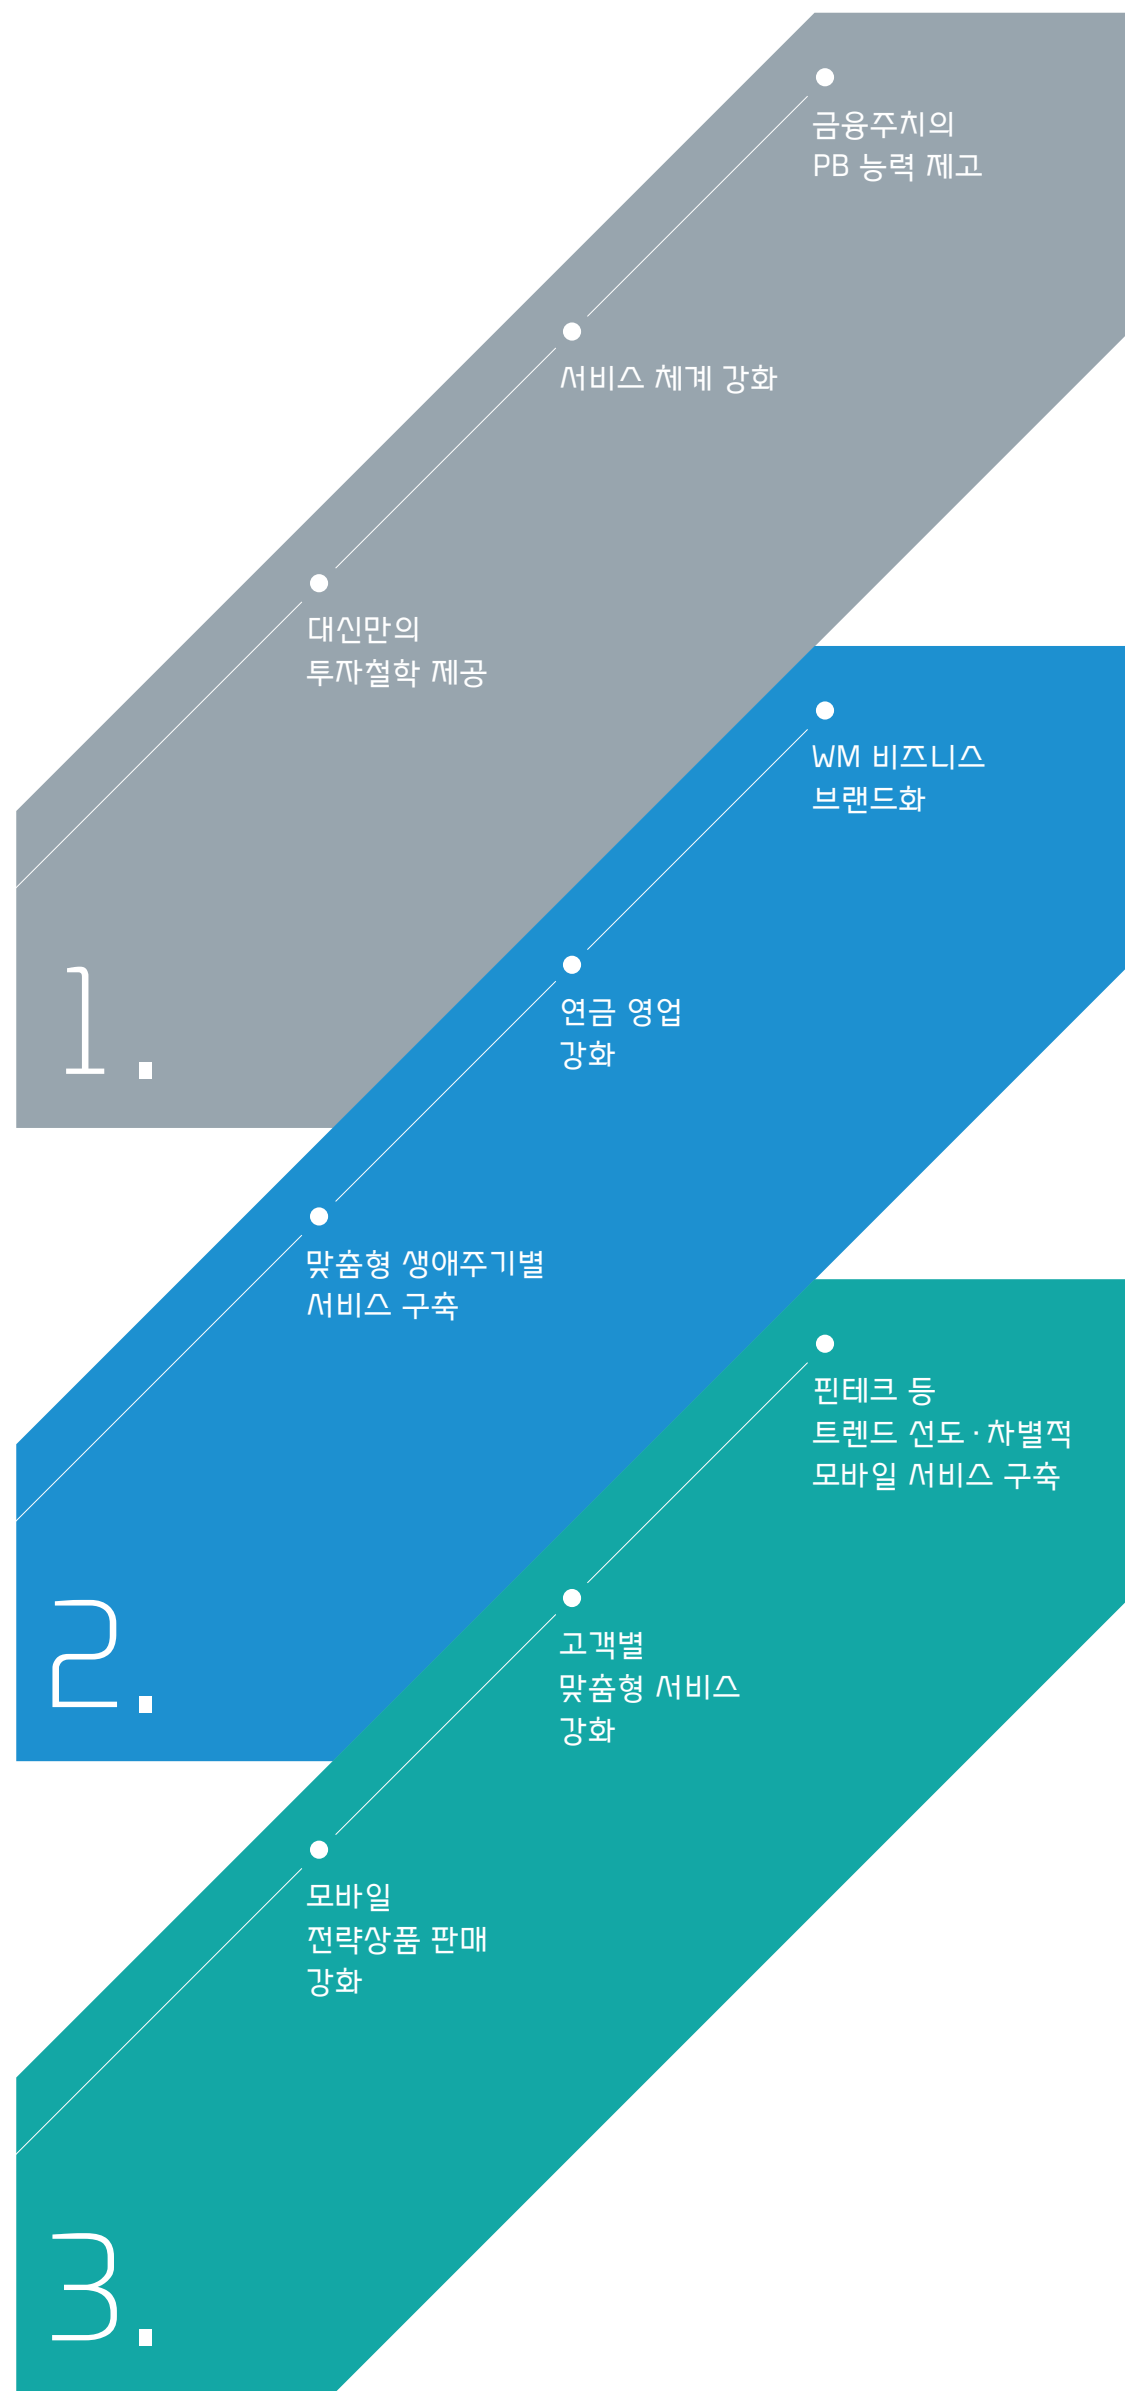 금융주치의
PB 능력 제고
서비스 체계 강화
대신만의
투자철학 제공
1.
WM 비즈니스
브랜드화
연금 영업
강화
맞춤형 생애주기별
서비스 구축
2.
핀테크 등
트렌드 선도·차별적
모바일 서비스 구축
고객별
맞춤형 서비스
강화
모바일
전략상품 판매
강화
3.